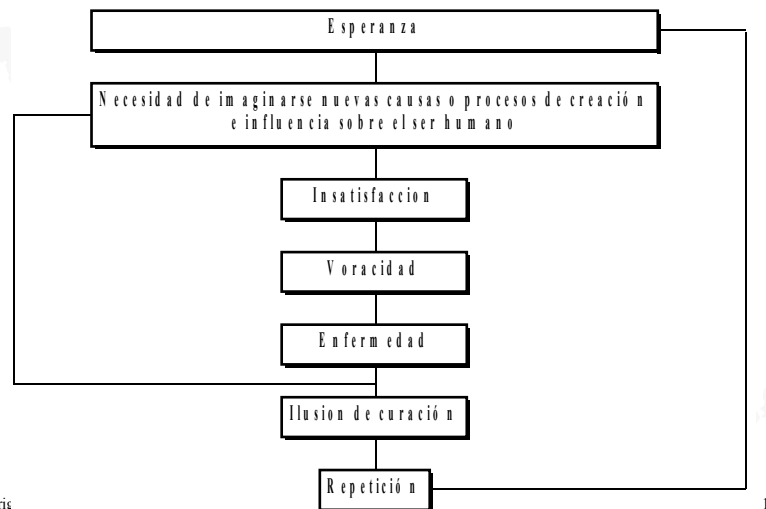 Esperanza
Necesidad de imaginarse nuevas causas o procesos de creación
e influencia sobre el ser humano
Insatisfaccion
Voracidad
Enfermedad
Ilusion de curación
Repetición